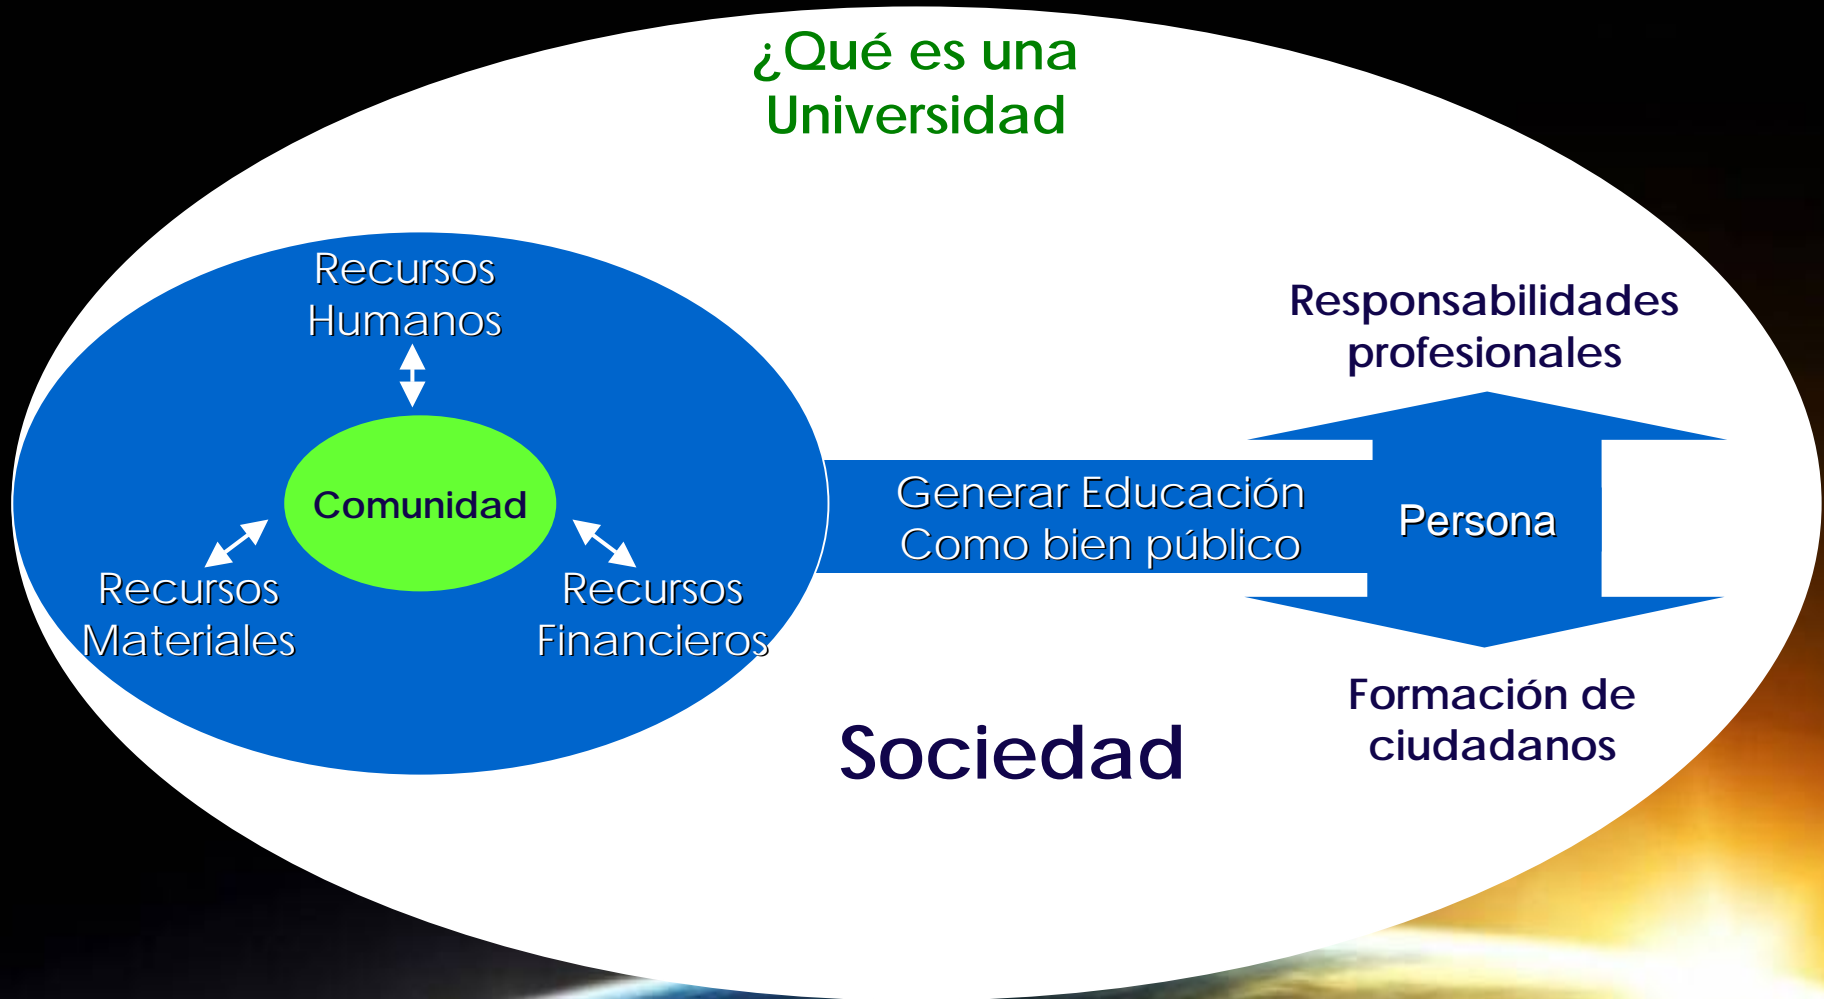 ¿Qué es una
Universidad
Recursos
Humanos
Comunidad
Recursos
Materiales
Recursos
Financieros
Generar Educación
Como bien público
Persona
Responsabilidades
profesionales
Formación de
ciudadanos
Sociedad